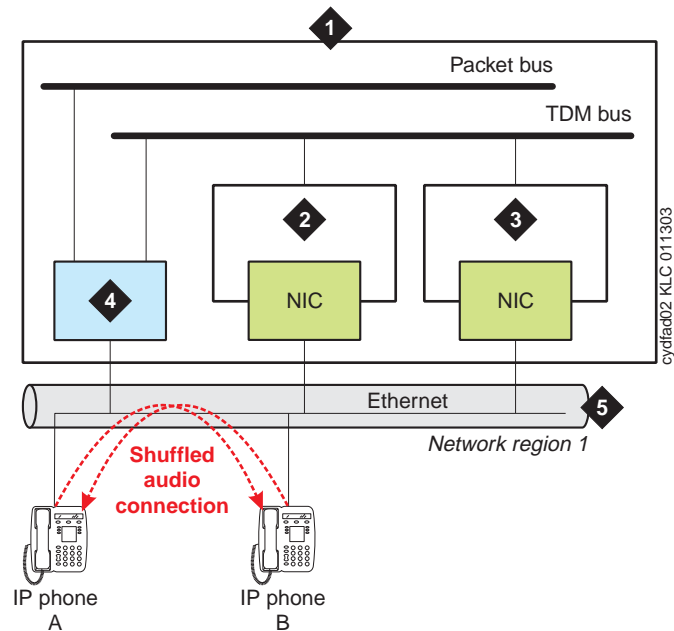 1
Packet bus
TDM bus
2
3
4
NIC
NIC
cydfad02 KLC 011303
Ethernet
5
Network region 1
Shuffled
audio
connection
IP phone
A
IP phone
B